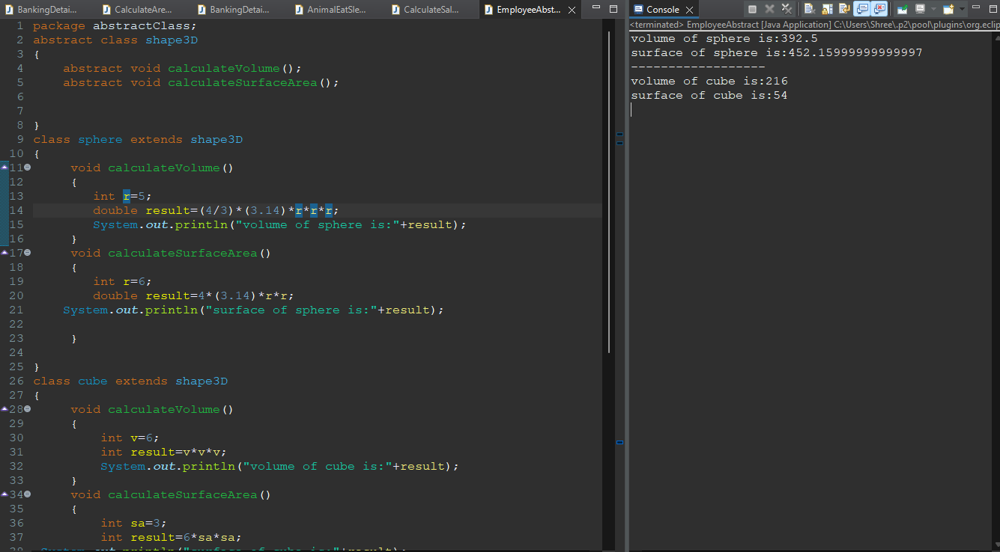 BankingDetai... CalculateAre... BankingDetai... AnimalEatSle... CalculateSal... EmployeeAbst...
1 package abstractClass;
2 abstract class shape3D
3 {
4 abstract void calculateVolume();
5 abstract void calculateSurfaceArea();
6
7
8 }
9 class sphere extends shape3D
10 {
11 void calculateVolume()
12 {
13 int r=5;
14 double result=(4/3)*(3.14)*r*r*r;
15 System.out.println("volume of sphere is:"+result);
16 }
17 void calculateSurfaceArea()
18 {
19 int r=6;
20 double result=4*(3.14)*r*r;
21 System.out.println("surface of sphere is:"+result);
22
23 }
24
25 }
26 class cube extends shape3D
27 {
28 void calculateVolume()
29 {
30 int v=6;
31 int result=v*v*v;
32 System.out.println("volume of cube is:"+result);
33 }
34 void calculateSurfaceArea()
35 {
36 int sa=3;
37 int result=6*sa*sa;
38 System.out.println("surface of cube is:"+result);
Console
<terminated> EmployeeAbstract [Java Application] C:\Users\Shree\.p2\pool\plugins\org.eclip
volume of sphere is:392.5
surface of sphere is:452.15999999999997
------------------
volume of cube is:216
surface of cube is:54